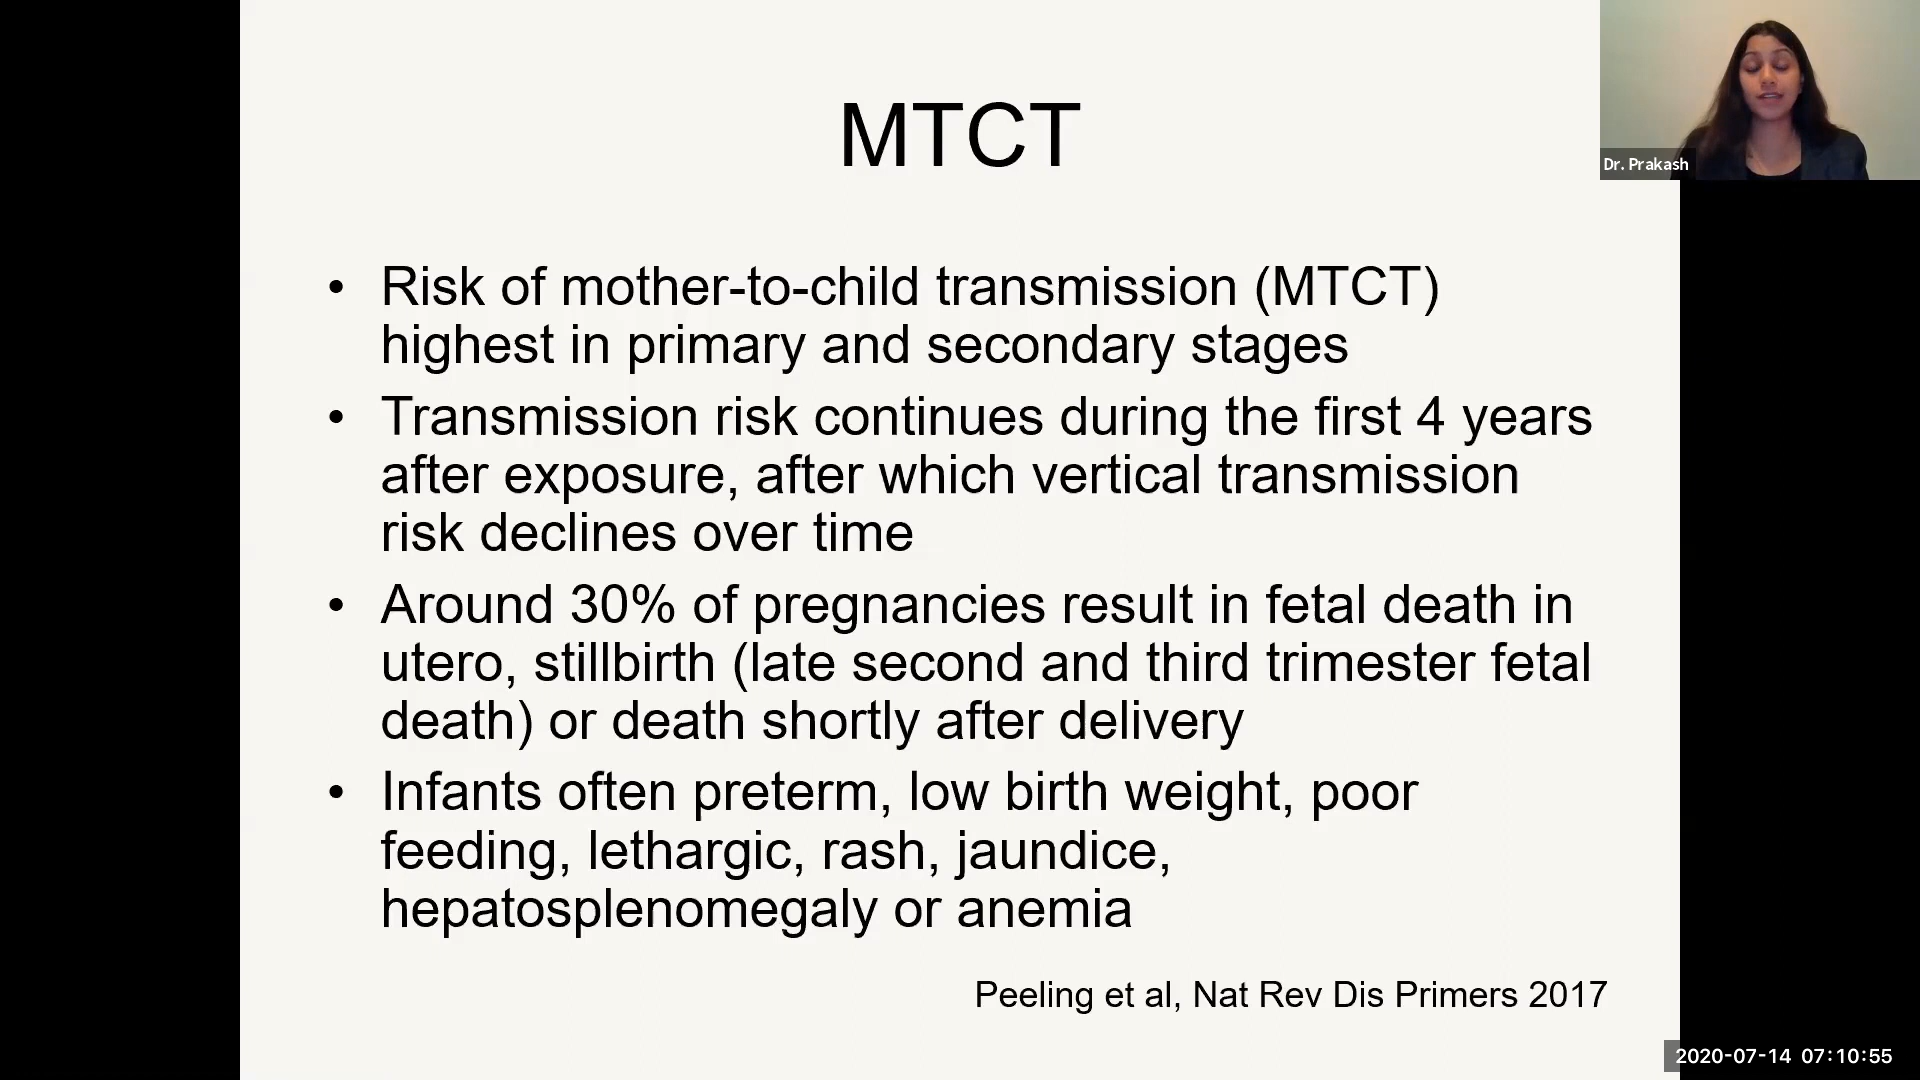 MTCT
Dr. Prakash
• Risk of mother-to-child transmission (MTCT)
highest in primary and secondary stages
• Transmission risk continues during the first 4 years
after exposure, after which vertical transmission
risk declines over time
• Around 30% of pregnancies result in fetal death in
utero, stillbirth (late second and third trimester fetal
death) or death shortly after delivery
• Infants often preterm, low birth weight, poor
feeding, lethargic, rash, jaundice,
hepatosplenomegaly or anemia
Peeling et al, Nat Rev Dis Primers 2017
2020-07-14 07:10:55